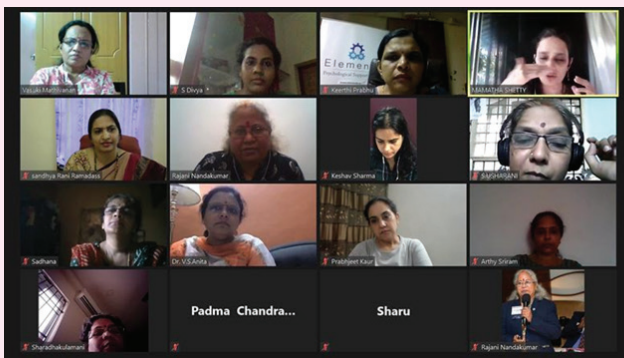 Vasuki Mathivanan
S Divya
Keerthi Prabhu
MAMATHA SHETTY
Element
Psychological
sandhya Rani Ramadass
Rajani Nandakumar
Keshav Sharma
Sadhana
Dr. V.S.Anita
Prabhjeet Kaur
Arthy Sriram
Sharadhakulamani
Padma Chandra...
Sharu
Rajani Nandakumar